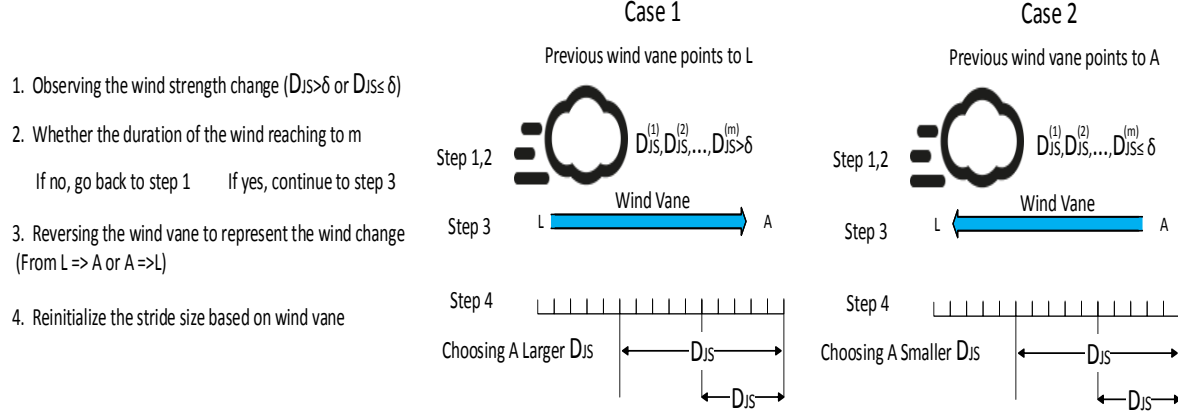 1. Observing the wind strength change (DJS>δ or DJS≤ δ)
2. Whether the duration of the wind reaching to m
If no, go back to step 1 If yes, continue to step 3
3. Reversing the wind vane to represent the wind change
(From L => A or A =>L)
4. Reinitialize the stride size based on wind vane
Case 1
Previous wind vane points to L
Step 1,2
DJS(1),DJS(2),...,DJS(m)>δ
Wind Vane
Step 3
L
A
Step 4
Choosing A Larger DJS
DJS
DJS
Case 2
Previous wind vane points to A
Step 1,2
DJS(1),DJS(2),...,DJS(m)≤ δ
Wind Vane
Step 3
L
A
Step 4
Choosing A Smaller DJS
DJS
DJS